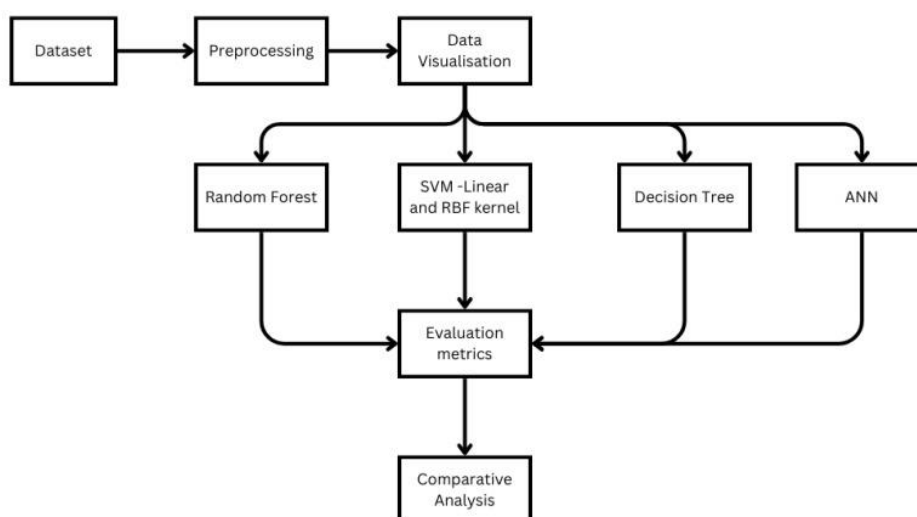 Dataset
Preprocessing
Data
Visualisation
Random Forest
SVM -Linear
and RBF kernel
Decision Tree
ANN
Evaluation
metrics
Comparative
Analysis